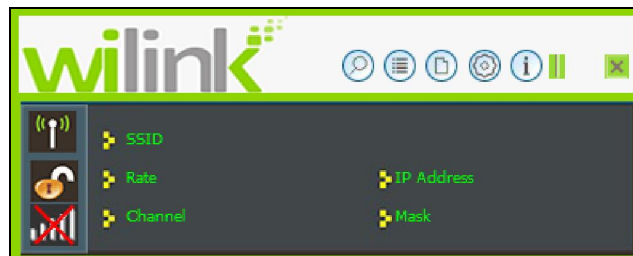 wilink
SSID
Rate
IP Address
Channel
Mask